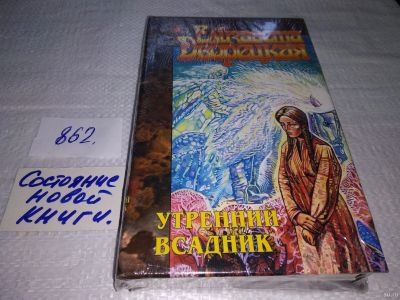 Елизавета
Дворецкая
862.
Состояние
новой
книги.
УТРЕННИЙ
ВСАДНИК